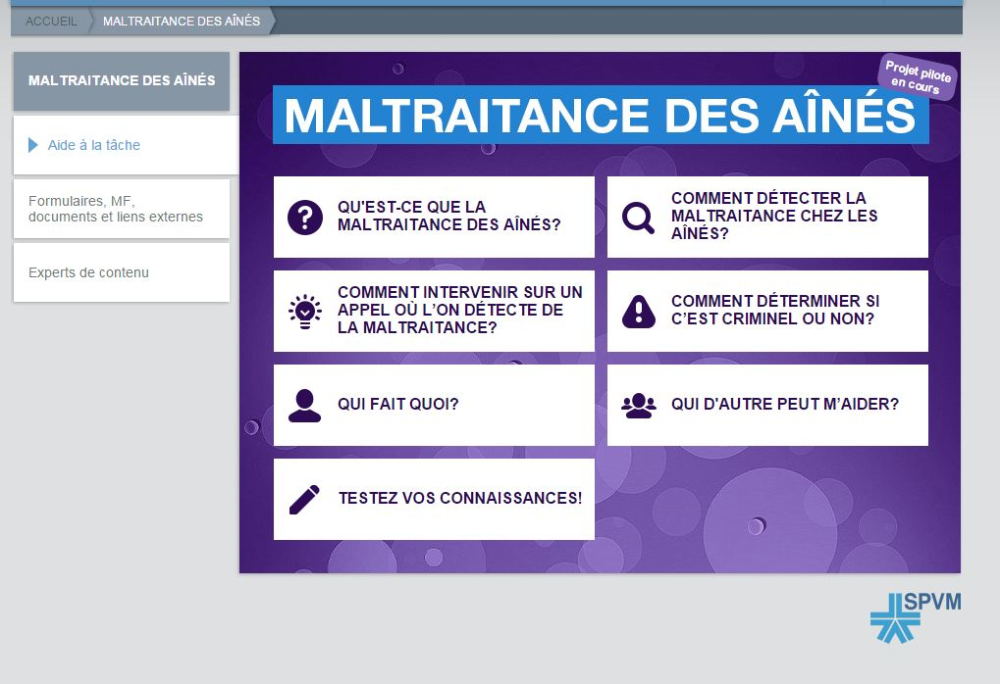 ACCUEIL
MALTRAITANCE DES AÎNÉS
MALTRAITANCE DES AÎNÉS
Aide à la tâche
Formulaires, MF,
documents et liens externes
Experts de contenu
Projet pilote
en cours
MALTRAITANCE DES AÎNÉS
QU'EST-CE QUE LA
MALTRAITANCE DES AÎNÉS?
COMMENT DÉTECTER LA
MALTRAITANCE CHEZ LES
AÎNÉS?
COMMENT INTERVENIR SUR UN
APPEL OÙ L’ON DÉTECTE DE
LA MALTRAITANCE?
COMMENT DÉTERMINER SI
C’EST CRIMINEL OU NON?
QUI FAIT QUOI?
QUI D'AUTRE PEUT M’AIDER?
TESTEZ VOS CONNAISSANCES!
SPVM